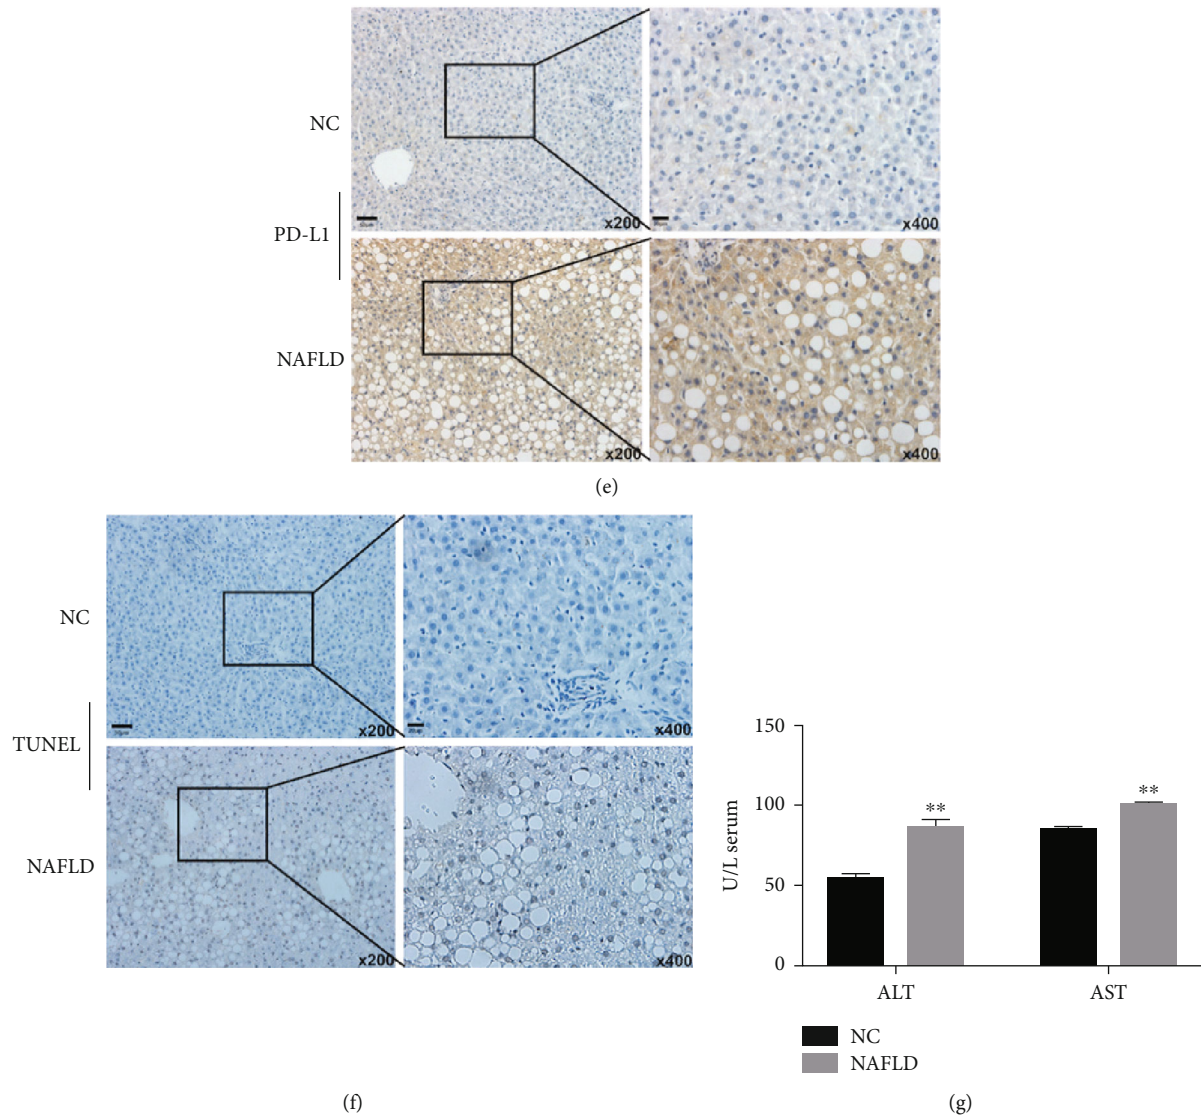 NC
x200
x400
PD-L1
NAFLD
x200
x400
(e)
NC
x200
x400
TUNEL
NAFLD
x200
x400
(f)
150
100
50
0
U/L serum
**
**
ALT
AST
NC
NAFLD
(g)